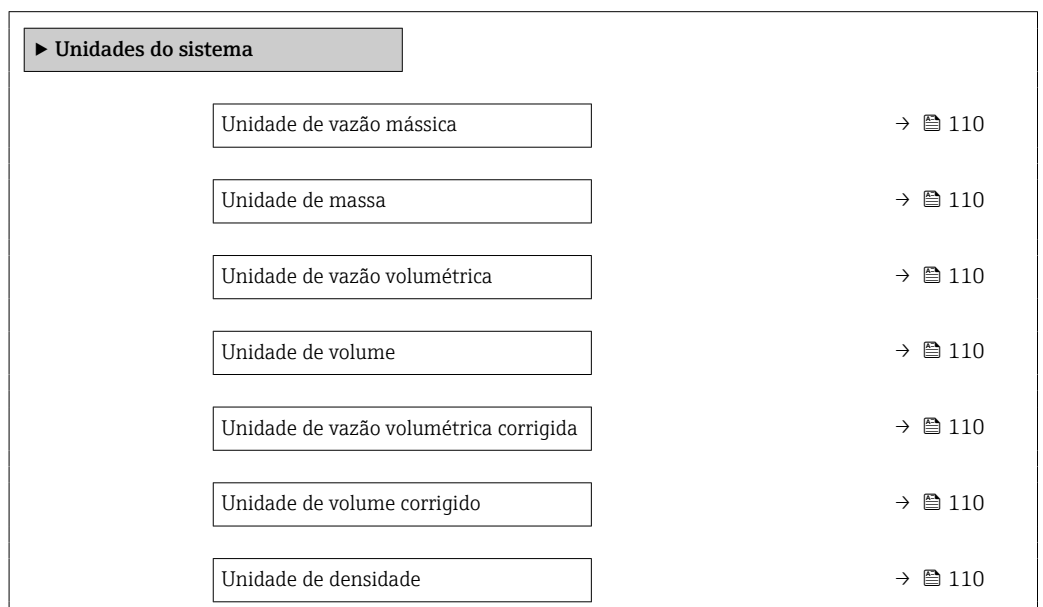 ▶ Unidades do sistema
Unidade de vazão mássica → 110
Unidade de massa → 110
Unidade de vazão volumétrica → 110
Unidade de volume → 110
Unidade de vazão volumétrica corrigida → 110
Unidade de volume corrigido → 110
Unidade de densidade → 110